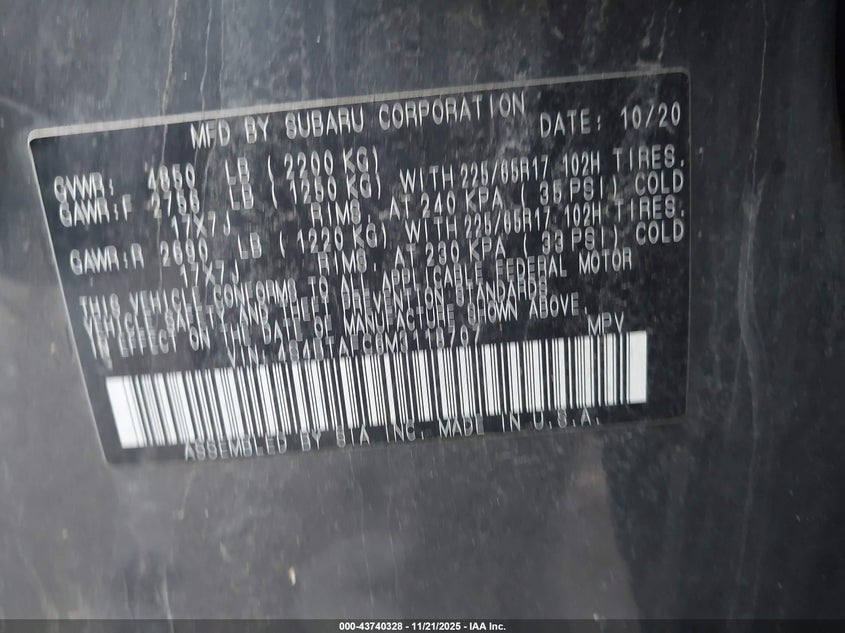 MFD BY SUBARU CORPORATION DATE: 10/20
GVWR: 4850 LB (2200 KG)
GAWR:F 2756 LB (1250 KG) WITH 225/65R17 102H TIRES,
17X7J RIMS, AT 240 KPA (35 PSI) COLD
GAWR:R 2690 LB (1220 KG) WITH 225/65R17 102H TIRES,
17X7J RIMS, AT 230 KPA (33 PSI) COLD
THIS VEHICLE CONFORMS TO ALL APPLICABLE FEDERAL MOTOR
VEHICLE SAFETY AND THEFT PREVENTION STANDARDS
IN EFFECT ON THE DATE OF MANUFACTURE SHOWN ABOVE.
VIN: MPV
ASSEMBLED BY SIA INC. MADE IN U.S.A.
000-43740328 - 11/21/2025 - IAA Inc.